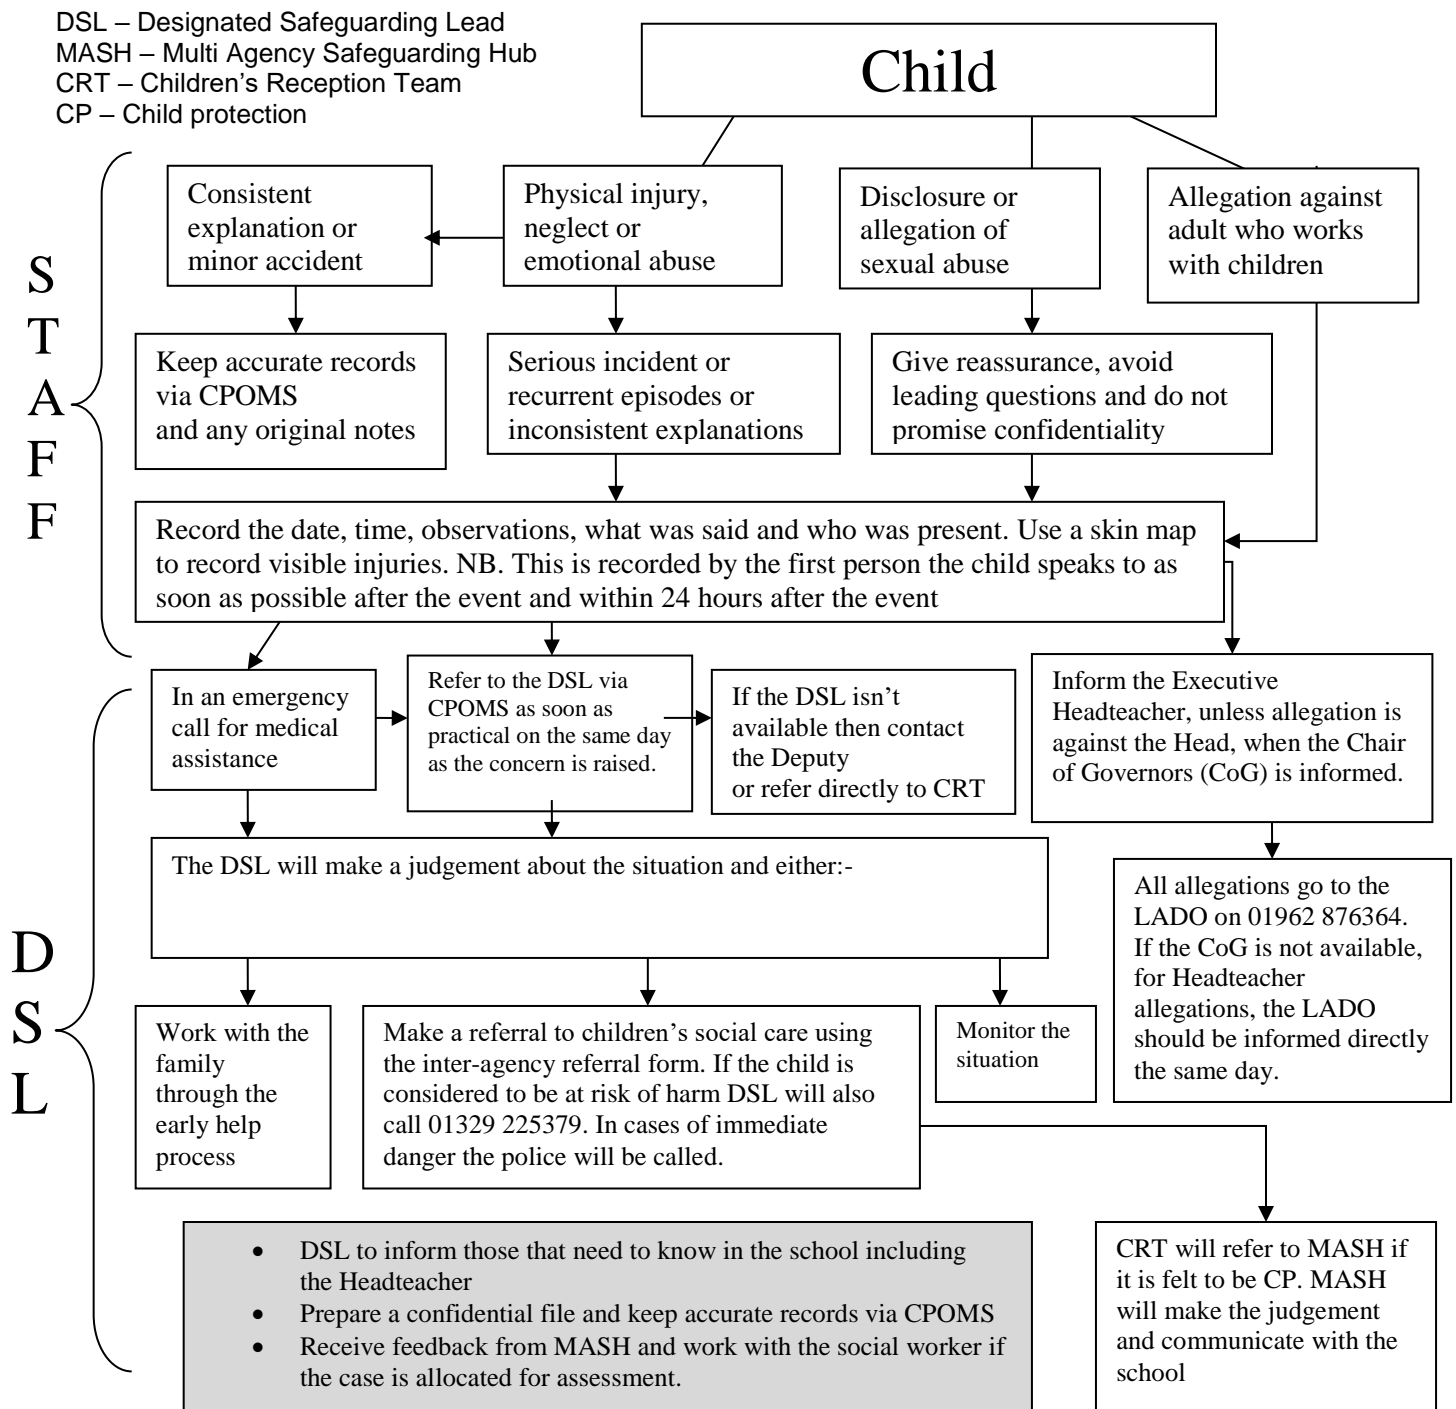 DSL – Designated Safeguarding Lead
MASH – Multi Agency Safeguarding Hub
CRT – Children’s Reception Team
CP – Child protection
Child
S
T
A
F
F
Consistent
explanation or
minor accident
Physical injury,
neglect or
emotional abuse
Disclosure or
allegation of
sexual abuse
Allegation against
adult who works
with children
Keep accurate records
via CPOMS
and any original notes
Serious incident or
recurrent episodes or
inconsistent explanations
Give reassurance, avoid
leading questions and do not
promise confidentiality
Record the date, time, observations, what was said and who was present. Use a skin map
to record visible injuries. NB. This is recorded by the first person the child speaks to as
soon as possible after the event and within 24 hours after the event
D
S
L
In an emergency
call for medical
assistance
Refer to the DSL via
CPOMS as soon as
practical on the same day
as the concern is raised.
If the DSL isn’t
available then contact
the Deputy
or refer directly to CRT
Inform the Executive
Headteacher, unless allegation is
against the Head, when the Chair
of Governors (CoG) is informed.
The DSL will make a judgement about the situation and either:-
All allegations go to the
LADO on 01962 876364.
If the CoG is not available,
for Headteacher
allegations, the LADO
should be informed directly
the same day.
Work with the
family
through the
early help
process
Make a referral to children’s social care using
the inter-agency referral form. If the child is
considered to be at risk of harm DSL will also
call 01329 225379. In cases of immediate
danger the police will be called.
Monitor the
situation
• DSL to inform those that need to know in the school including
the Headteacher
• Prepare a confidential file and keep accurate records via CPOMS
• Receive feedback from MASH and work with the social worker if
the case is allocated for assessment.
CRT will refer to MASH if
it is felt to be CP. MASH
will make the judgement
and communicate with the
school